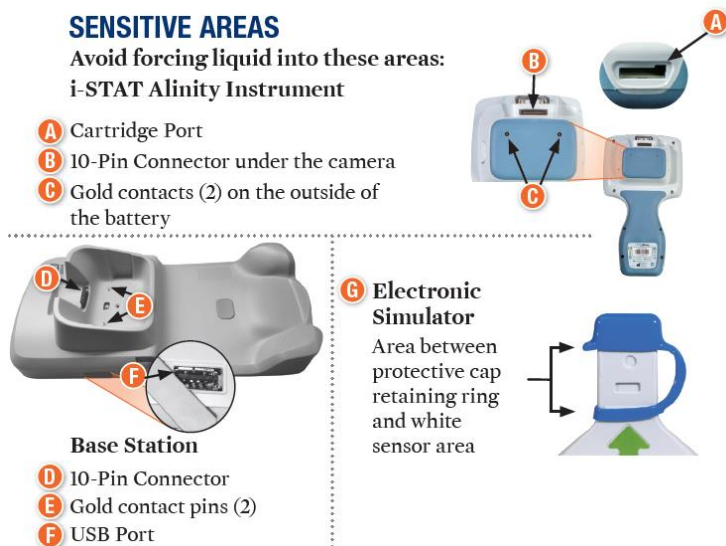 SENSITIVE AREAS
Avoid forcing liquid into these areas:
i-STAT Alinity Instrument
A Cartridge Port
B 10-Pin Connector under the camera
C Gold contacts (2) on the outside of
the battery
A
B
C
D
E
F
Base Station
D 10-Pin Connector
E Gold contact pins (2)
F USB Port
G Electronic
Simulator
Area between
protective cap
retaining ring
and white
sensor area